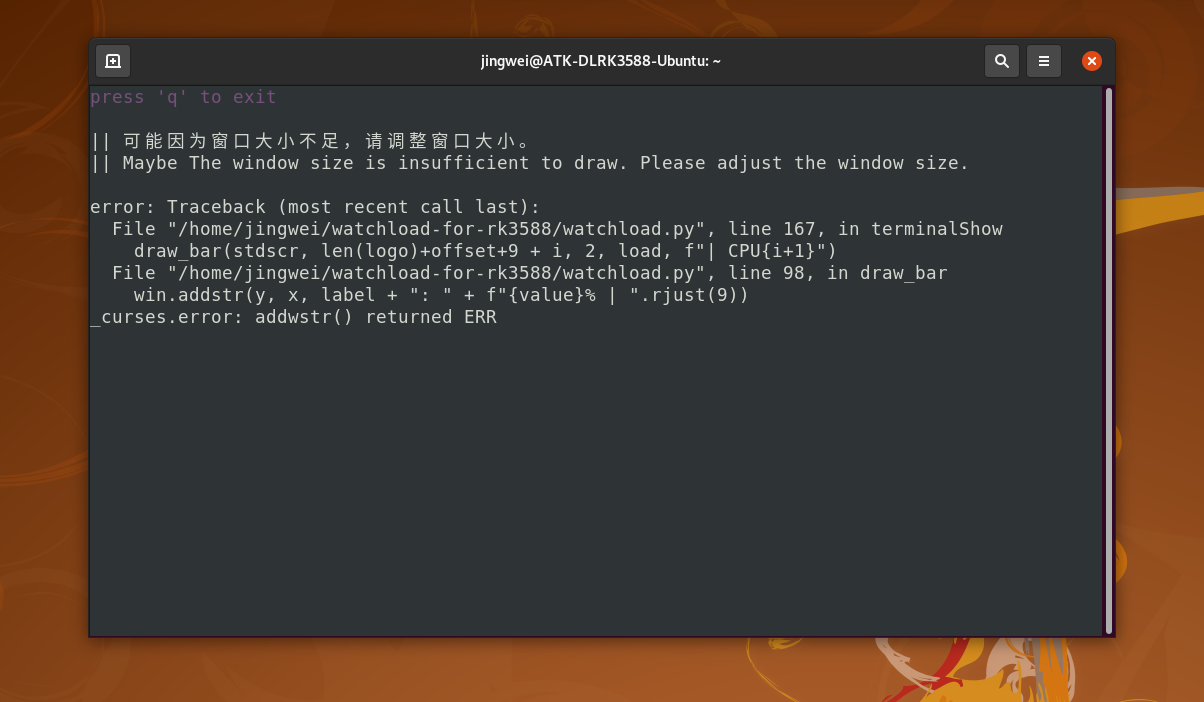 jingwei@ATK-DLRK3588-Ubuntu: ~
press 'q' to exit
|| 可能因为窗口大小不足，请调整窗口大小。
|| Maybe The window size is insufficient to draw. Please adjust the window size.
error: Traceback (most recent call last):
  File "/home/jingwei/watchload-for-rk3588/watchload.py", line 167, in terminalShow
    draw_bar(stdscr, len(logo)+offset+9 + i, 2, load, f"| CPU{i+1}")
  File "/home/jingwei/watchload-for-rk3588/watchload.py", line 98, in draw_bar
    win.addstr(y, x, label + ": " + f"{value}% | ".rjust(9))
_curses.error: addwstr() returned ERR